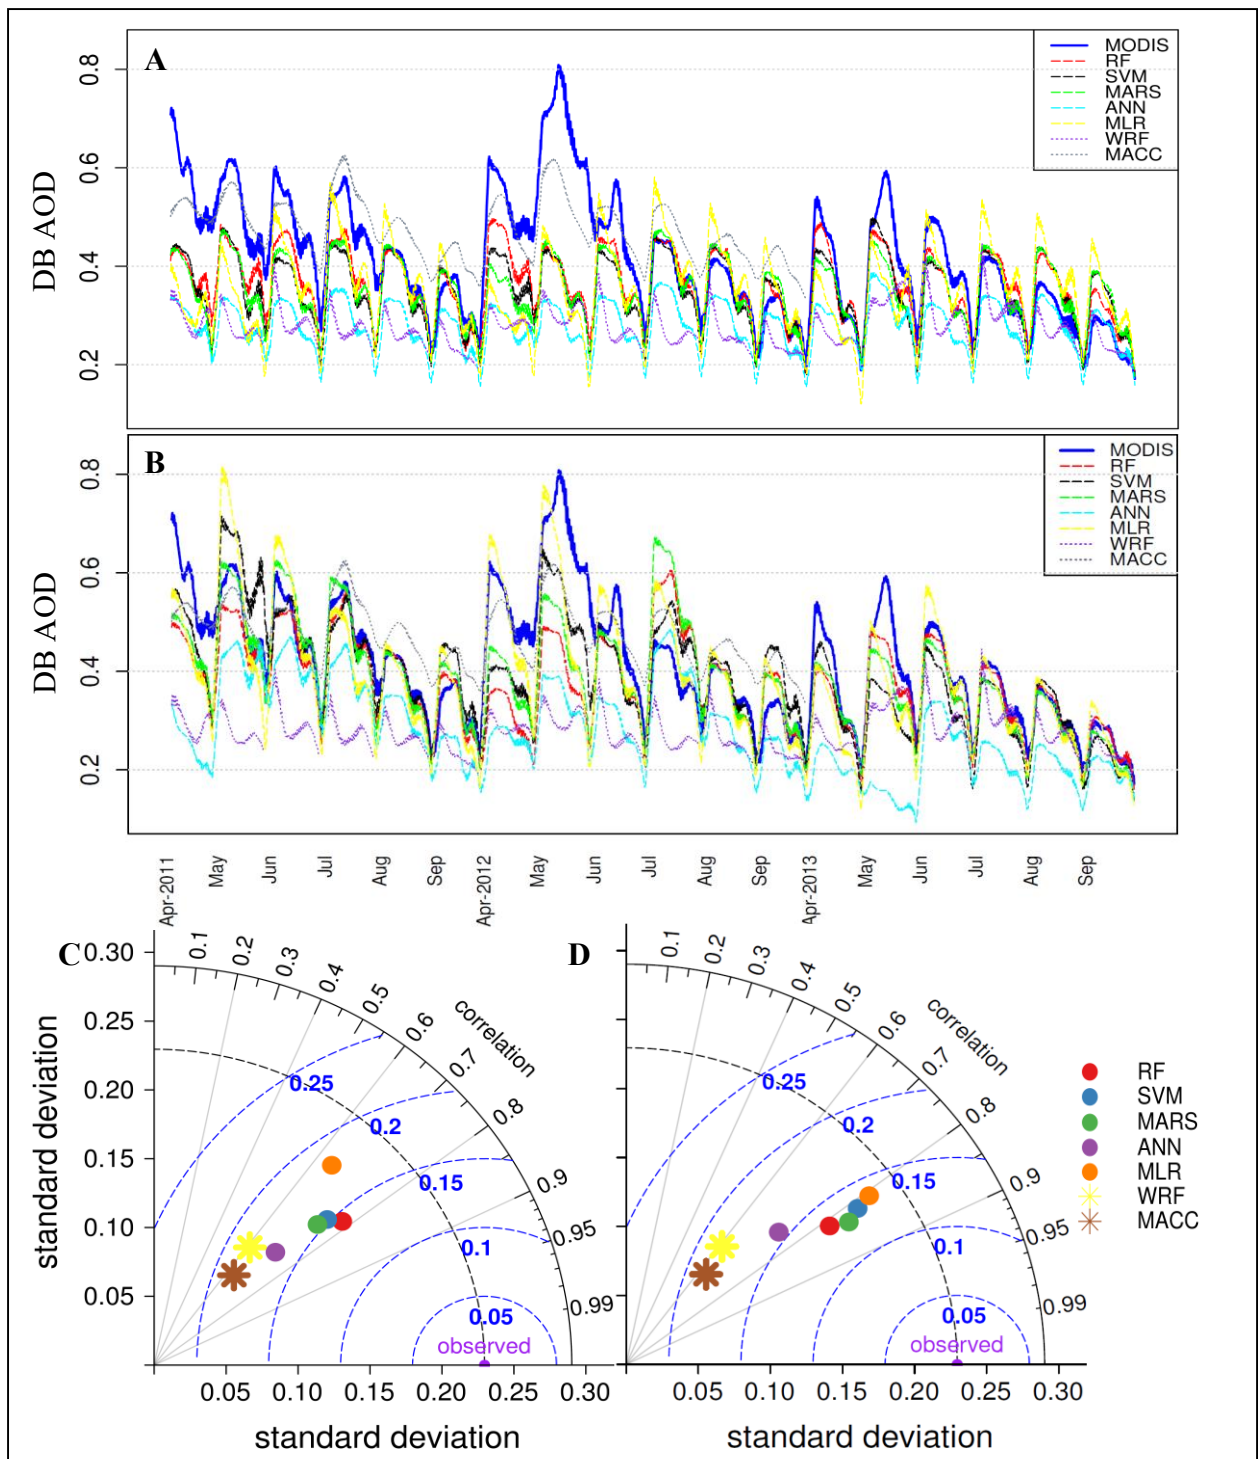 A
MODIS
RF
SVM
MARS
ANN
MLR
WRF
MACC
DB AOD
0.8
0.6
0.4
0.2
B
MODIS
RF
SVM
MARS
ANN
MLR
WRF
MACC
DB AOD
0.8
0.6
0.4
0.2
Apr-2011 May Jun Jul Aug Sep Apr-2012 May Jun Jul Aug Sep Apr-2013 May Jun Jul Aug Sep
C
0.30
0.25
0.20
0.15
0.10
0.05
standard deviation
0.1 0.2 0.3 0.4 0.5 0.6 0.7 0.8 0.9 0.95 0.99
correlation
0.25
0.2
0.15
0.1
0.05
observed
0.05 0.10 0.15 0.20 0.25 0.30
standard deviation
D
0.1 0.2 0.3 0.4 0.5 0.6 0.7 0.8 0.9 0.95 0.99
correlation
0.25
0.2
0.15
0.1
0.05
observed
0.05 0.10 0.15 0.20 0.25 0.30
standard deviation
RF
SVM
MARS
ANN
MLR
WRF
MACC